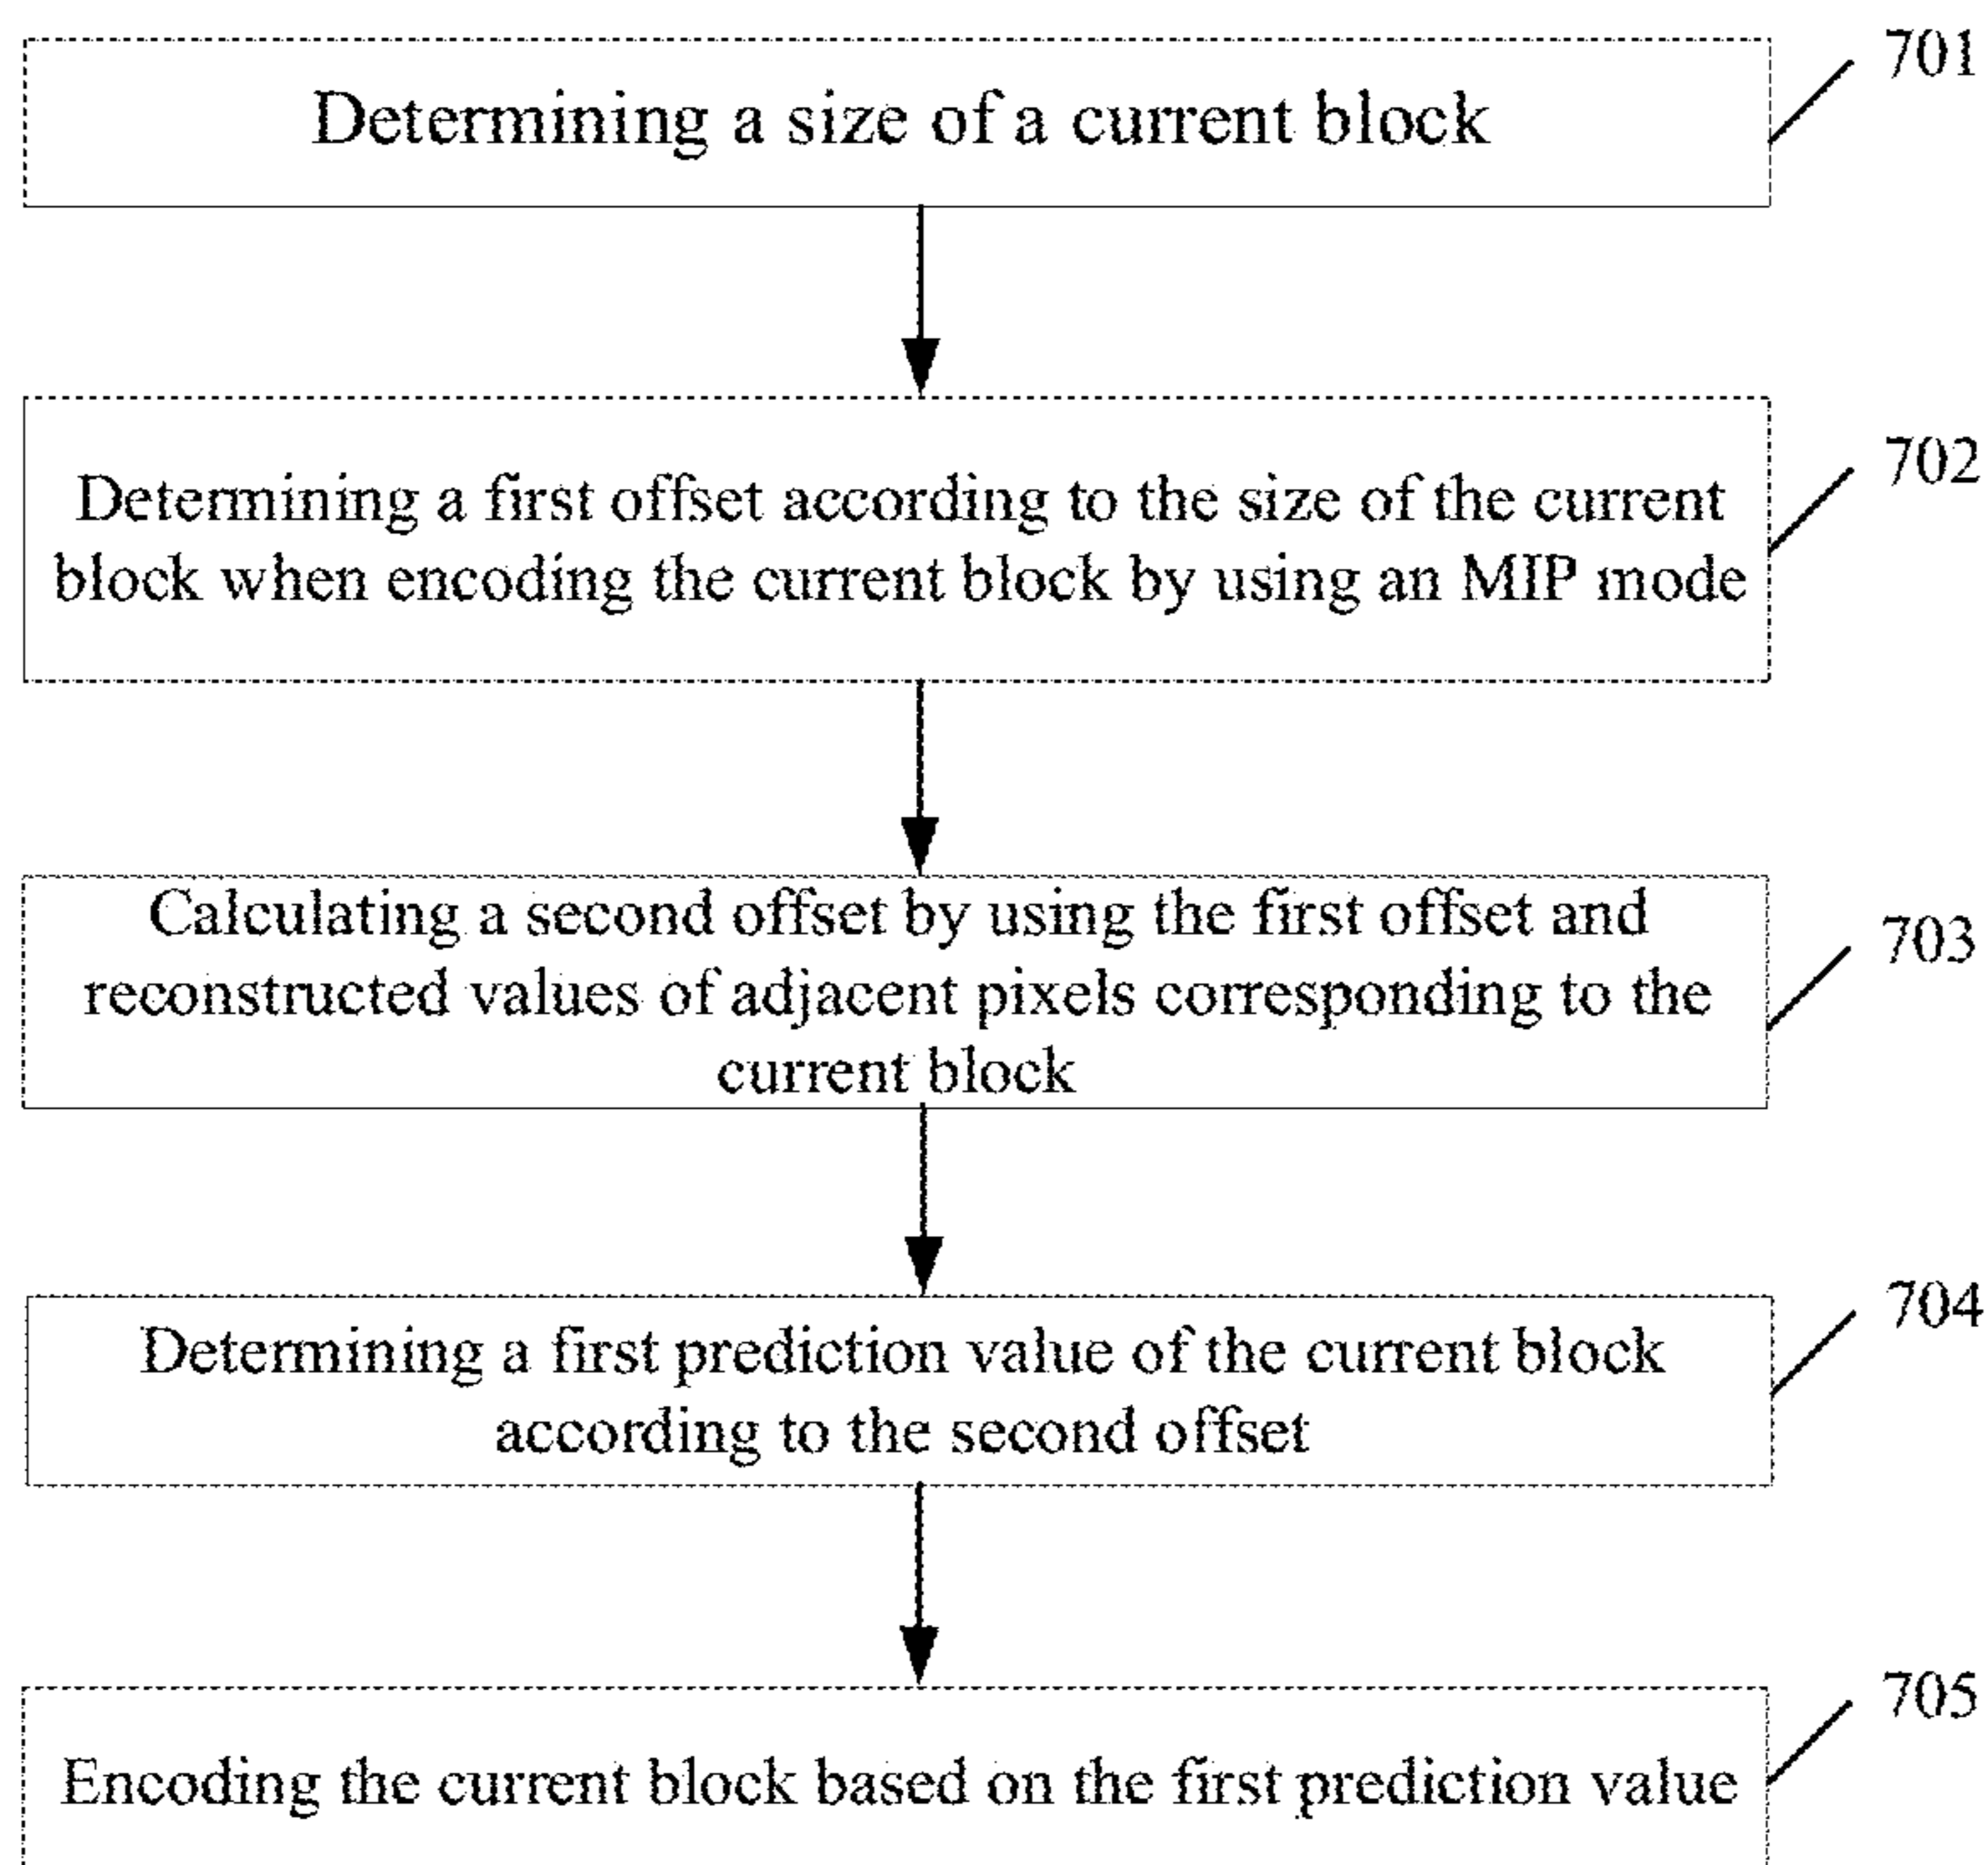 701
Determining a size of a current block
702
Determining a first offset according to the size of the current
block when encoding the current block by using an MIP mode
703
Calculating a second offset by using the first offset and
reconstructed values of adjacent pixels corresponding to the
current block
704
Determining a first prediction value of the current block
according to the second offset
705
Encoding the current block based on the first prediction value